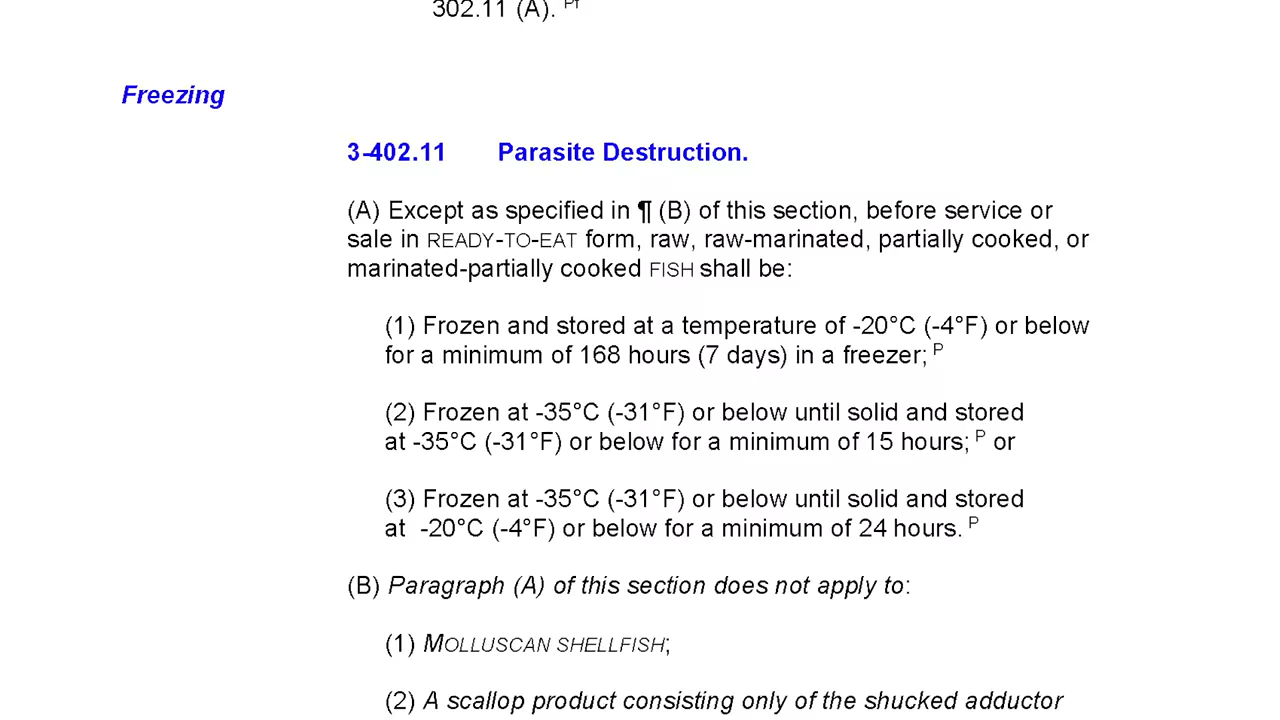 302.11 (A). Pf
Freezing
3-402.11 Parasite Destruction.
(A) Except as specified in ¶ (B) of this section, before service or
sale in READY-TO-EAT form, raw, raw-marinated, partially cooked, or
marinated-partially cooked FISH shall be:
(1) Frozen and stored at a temperature of -20°C (-4°F) or below
for a minimum of 168 hours (7 days) in a freezer; P
(2) Frozen at -35°C (-31°F) or below until solid and stored
at -35°C (-31°F) or below for a minimum of 15 hours; P or
(3) Frozen at -35°C (-31°F) or below until solid and stored
at -20°C (-4°F) or below for a minimum of 24 hours. P
(B) Paragraph (A) of this section does not apply to:
(1) MOLLUSCAN SHELLFISH;
(2) A scallop product consisting only of the shucked adductor